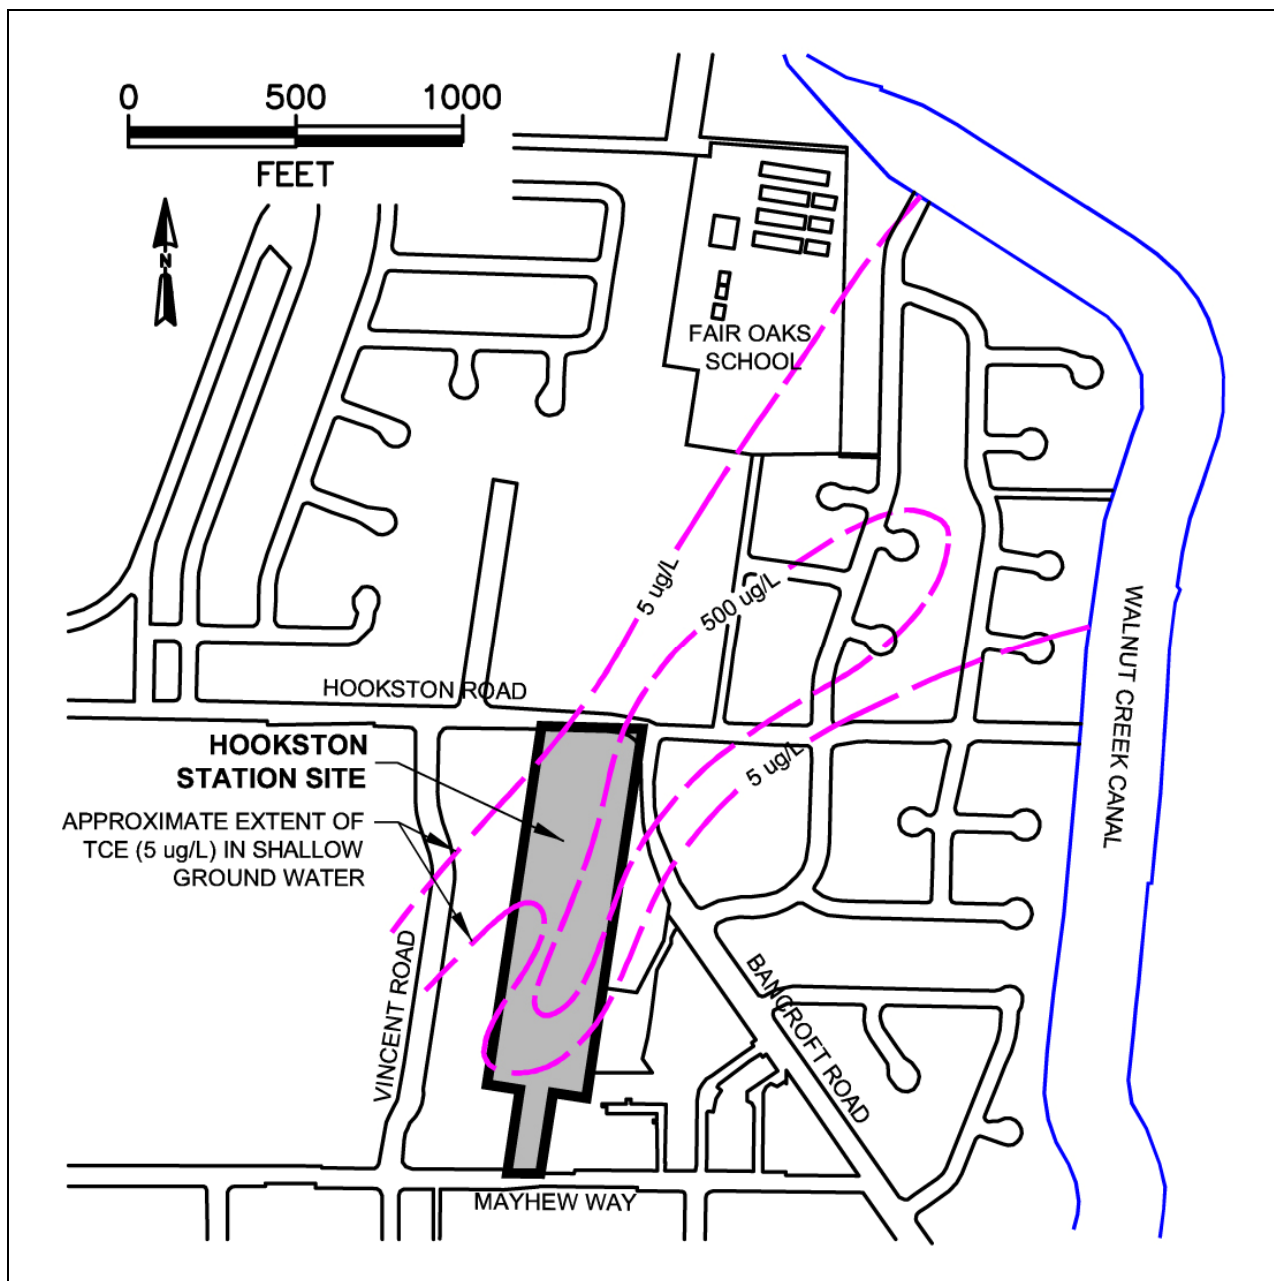 0 500 1000
FEET
N
FAIR OAKS
SCHOOL
5 ug/L
500 ug/L
HOOKSTON ROAD
HOOKSTON
STATION SITE
5 ug/L
APPROXIMATE EXTENT OF
TCE (5 ug/L) IN SHALLOW
GROUND WATER
WALNUT CREEK CANAL
VINCENT ROAD
BANCROFT ROAD
MAYHEW WAY